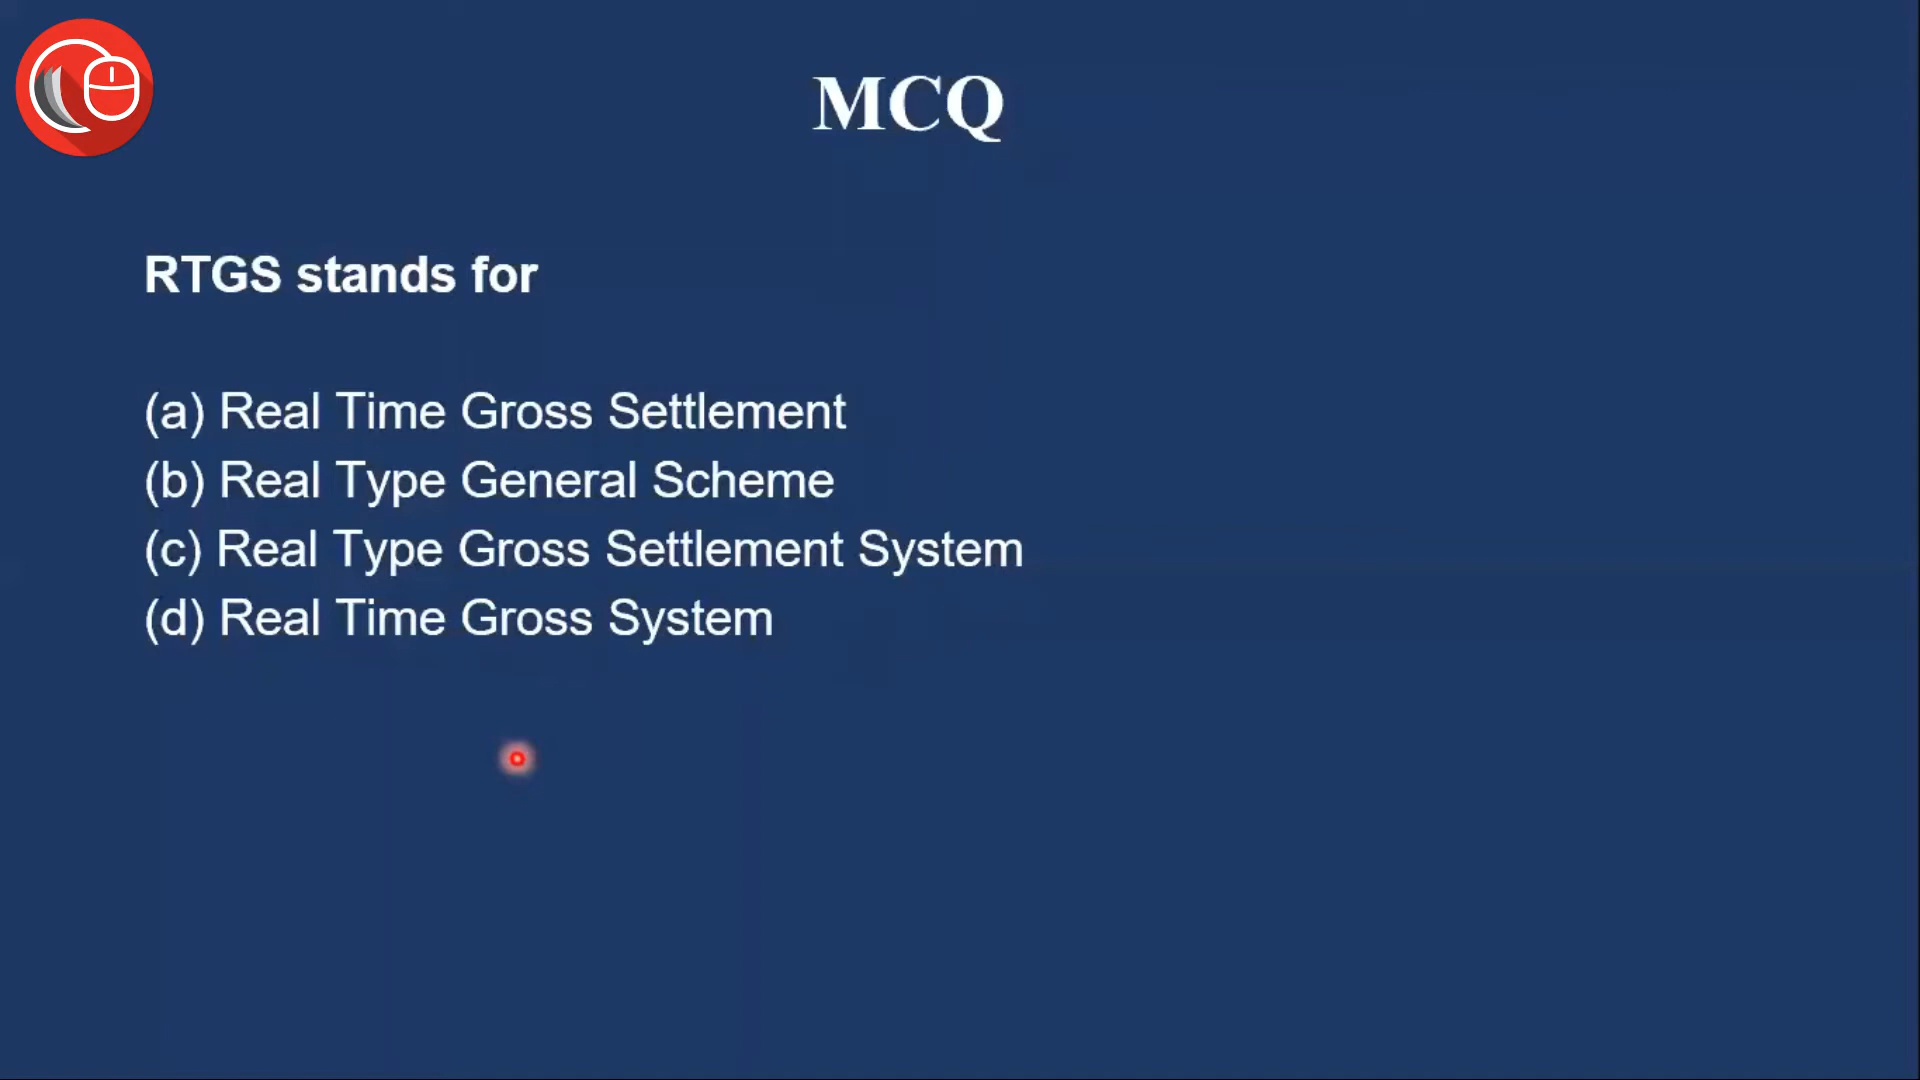 MCQ
RTGS stands for
(a) Real Time Gross Settlement
(b) Real Type General Scheme
(c) Real Type Gross Settlement System
(d) Real Time Gross System